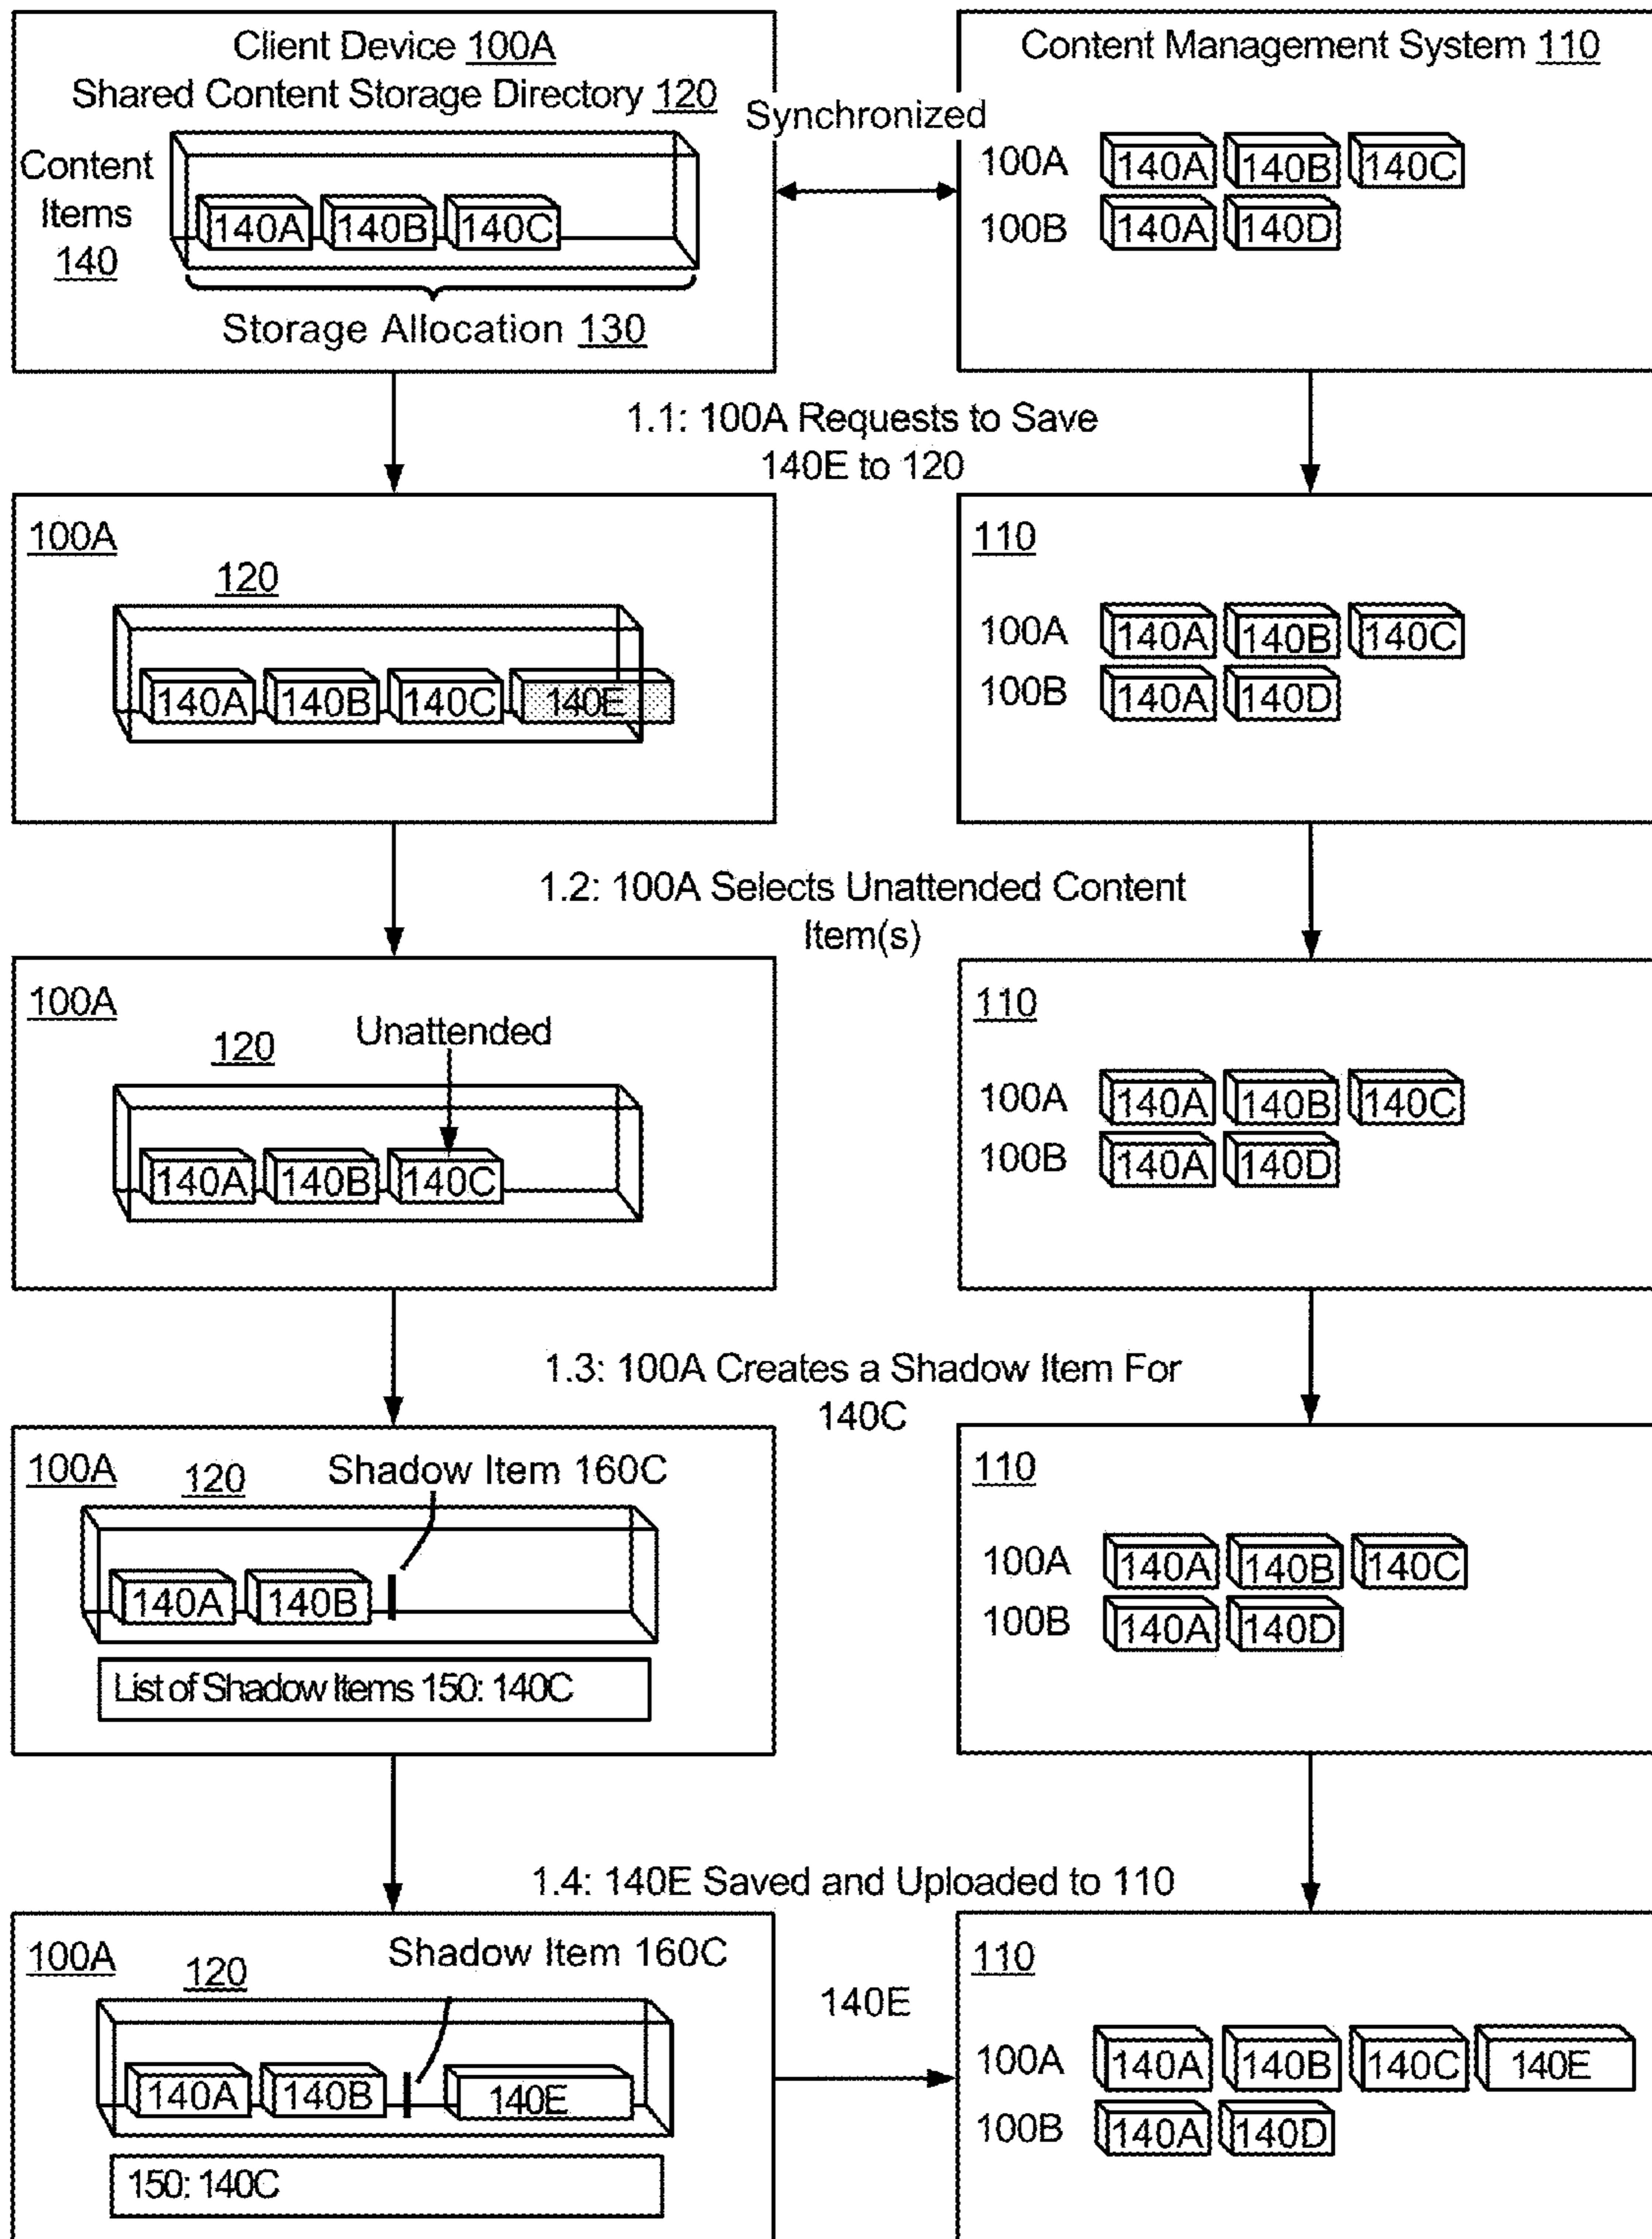 Client Device 100A
Shared Content Storage Directory 120
Content
Items
140
140A 140B 140C
Storage Allocation 130
Synchronized
Content Management System 110
100A 140A 140B 140C
100B 140A 140D
1.1: 100A Requests to Save
140E to 120
100A
120
140A 140B 140C 140E
110
100A 140A 140B 140C
100B 140A 140D
1.2: 100A Selects Unattended Content
Item(s)
100A
120
Unattended
140A 140B 140C
110
100A 140A 140B 140C
100B 140A 140D
1.3: 100A Creates a Shadow Item For
140C
100A
120
Shadow Item 160C
140A 140B
List of Shadow Items 150: 140C
110
100A 140A 140B 140C
100B 140A 140D
1.4: 140E Saved and Uploaded to 110
100A
120
Shadow Item 160C
140A 140B 140E
150: 140C
140E
110
100A 140A 140B 140C 140E
100B 140A 140D